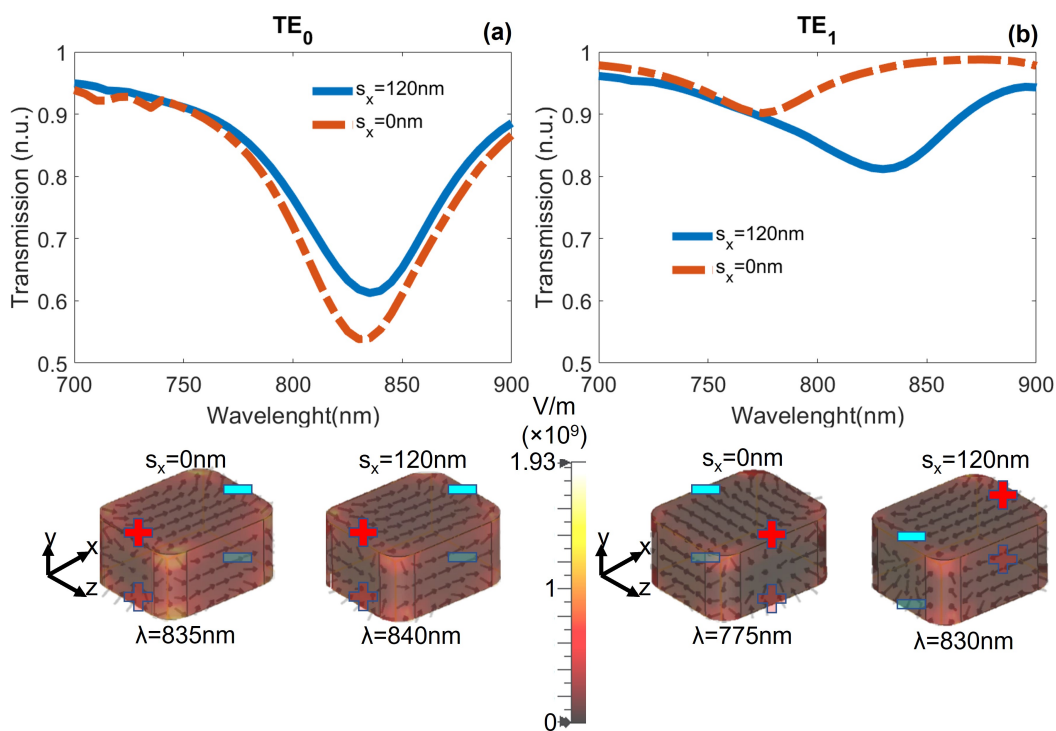 TE0
(a)
1
0.9
0.8
0.7
0.6
0.5
Transmission (n.u.)
sx=120nm
sx=0nm
700
750
800
850
900
Wavelenght(nm)
TE1
(b)
1
0.9
0.8
0.7
0.6
0.5
Transmission (n.u.)
sx=120nm
sx=0nm
700
750
800
850
900
Wavelenght(nm)
sx=0nm
y
x
z
λ=835nm
sx=120nm
λ=840nm
V/m
(×10⁹)
1.93
1
0
sx=0nm
y
x
z
λ=775nm
sx=120nm
λ=830nm